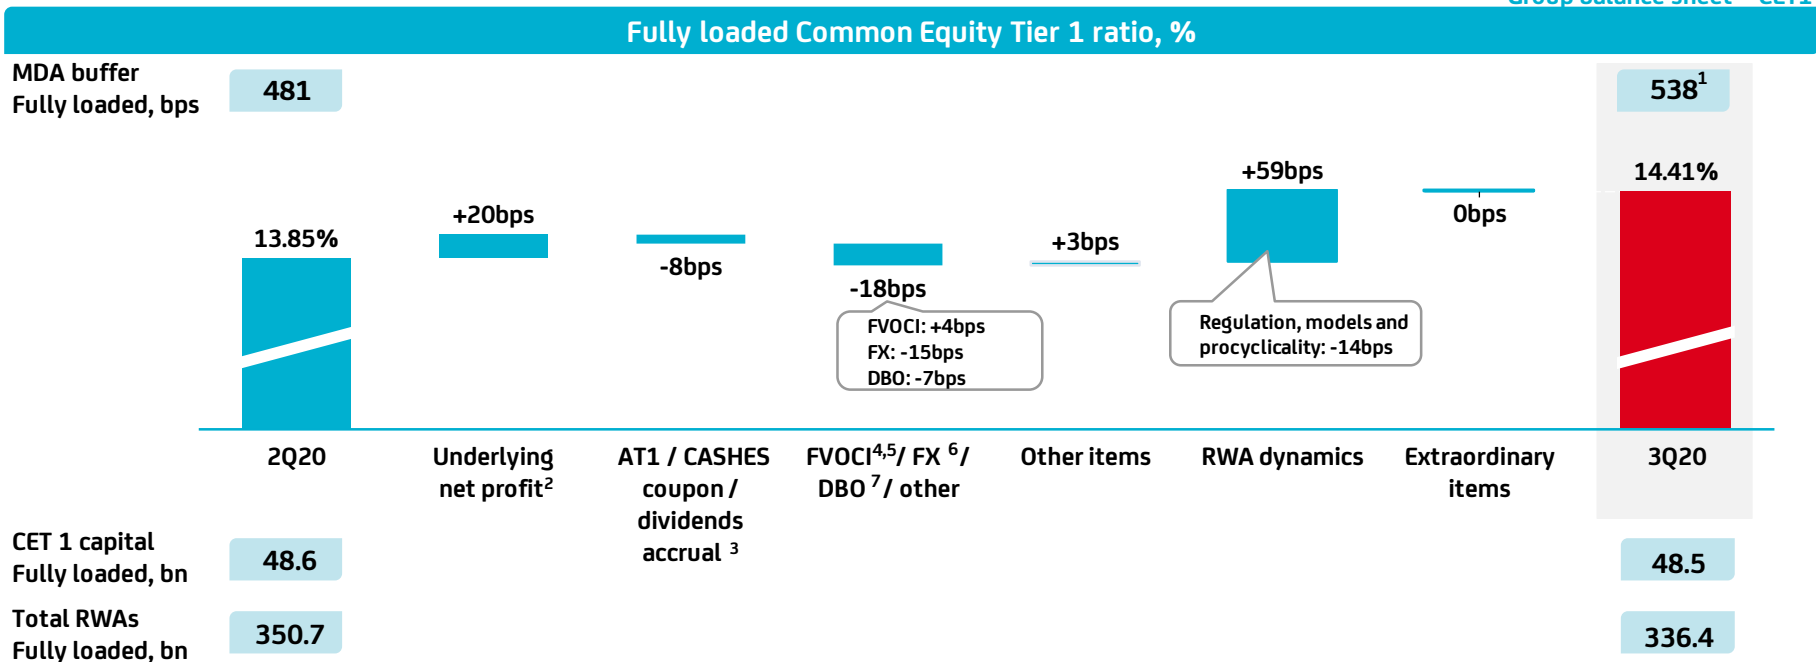 Group balance sheet – CET1
Fully loaded Common Equity Tier 1 ratio, %
MDA buffer
Fully loaded, bps
481
538¹
13.85%
+20bps
-8bps
-18bps
FVOCI: +4bps
FX: -15bps
DBO: -7bps
+3bps
+59bps
Regulation, models and
procyclicality: -14bps
0bps
14.41%
2Q20
Underlying
net profit²
AT1 / CASHES
coupon /
dividends
accrual ³
FVOCI⁴,⁵/ FX ⁶/
DBO ⁷/ other
Other items
RWA dynamics
Extraordinary
items
3Q20
CET 1 capital
Fully loaded, bn
48.6
48.5
Total RWAs
Fully loaded, bn
350.7
336.4